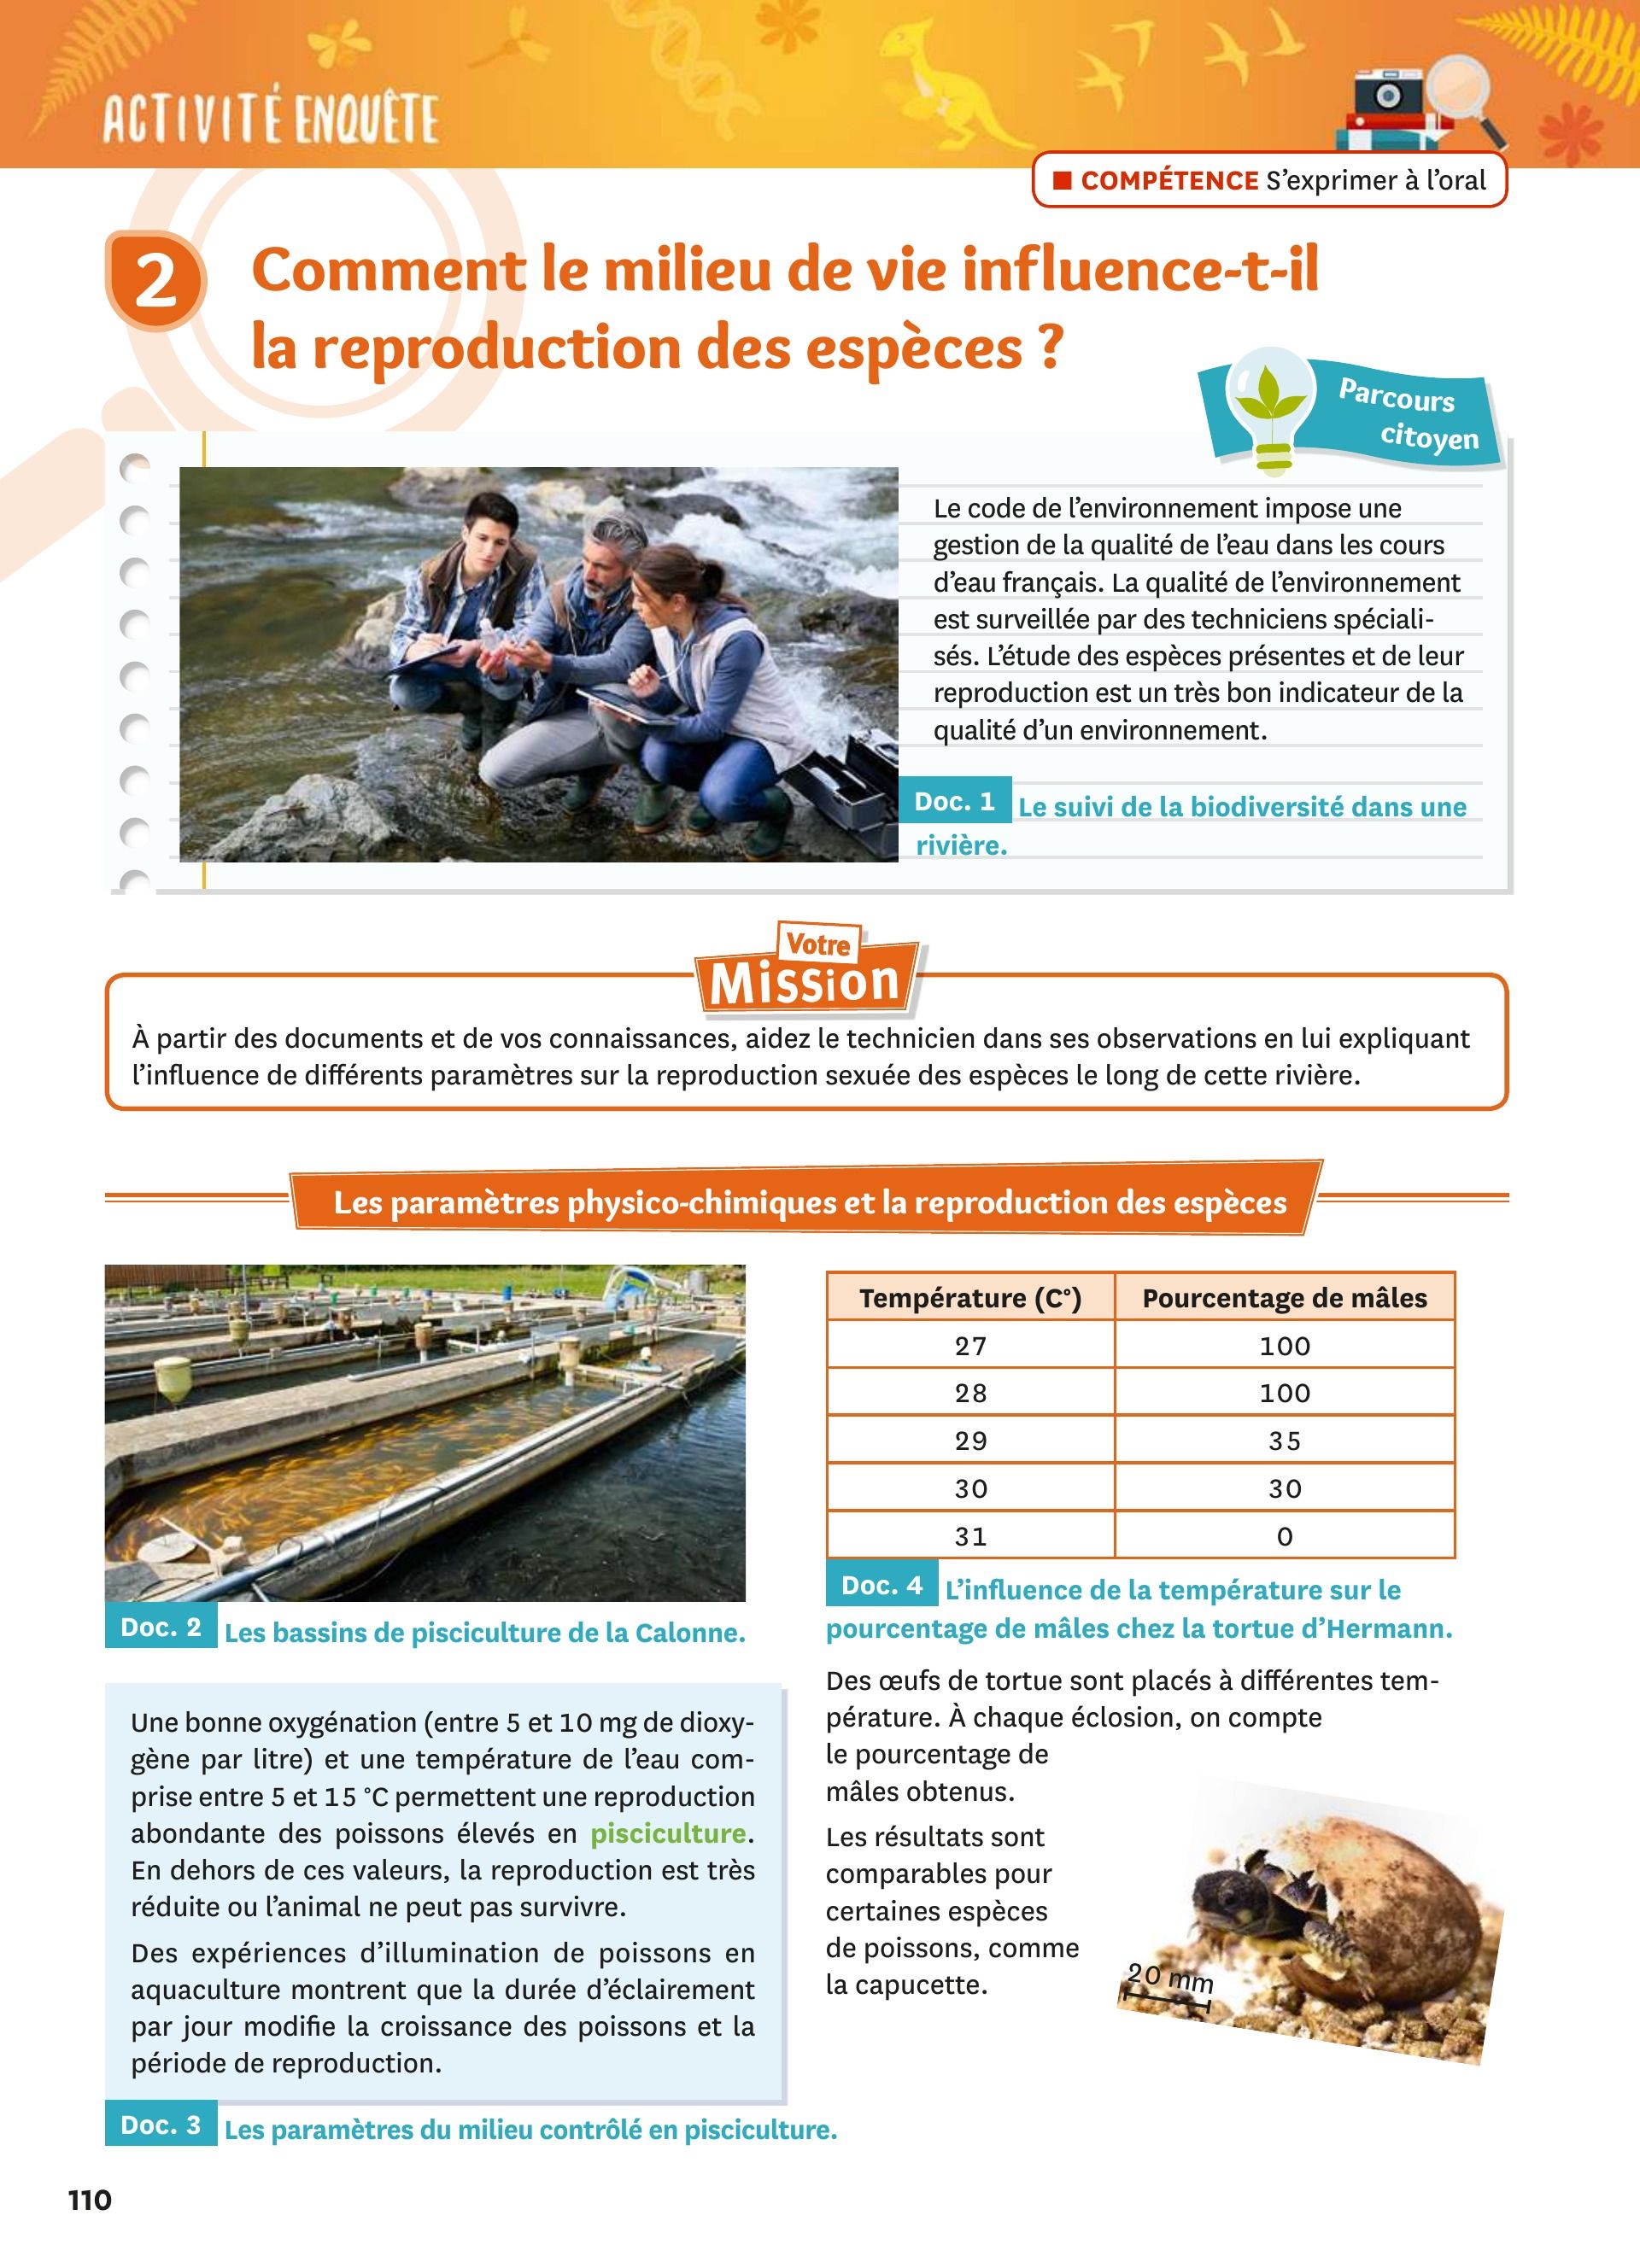 ACTIVITÉ ENQUÊTE
■ COMPÉTENCE S'exprimer à l'oral
2
Comment le milieu de vie influence-t-il
la reproduction des espèces ?
Parcours
citoyen
Le code de l'environnement impose une
gestion de la qualité de l'eau dans les cours
d'eau français. La qualité de l'environnement
est surveillée par des techniciens spéciali-
sés. L'étude des espèces présentes et de leur
reproduction est un très bon indicateur de la
qualité d'un environnement.
Doc. 1 Le suivi de la biodiversité dans une
rivière.
Votre
Mission
À partir des documents et de vos connaissances, aidez le technicien dans ses observations en lui expliquant
l'influence de différents paramètres sur la reproduction sexuée des espèces le long de cette rivière.
Les paramètres physico-chimiques et la reproduction des espèces
Doc. 2 Les bassins de pisciculture de la Calonne.
Une bonne oxygénation (entre 5 et 10 mg de dioxy-
gène par litre) et une température de l'eau com-
prise entre 5 et 15 °C permettent une reproduction
abondante des poissons élevés en pisciculture.
En dehors de ces valeurs, la reproduction est très
réduite ou l'animal ne peut pas survivre.
Des expériences d'illumination de poissons en
aquaculture montrent que la durée d'éclairement
par jour modifie la croissance des poissons et la
période de reproduction.
Doc. 3 Les paramètres du milieu contrôlé en pisciculture.
Température (C°) Pourcentage de mâles
27 100
28 100
29 35
30 30
31 0
Doc. 4 L'influence de la température sur le
pourcentage de mâles chez la tortue d'Hermann.
Des œufs de tortue sont placés à différentes tem-
pérature. À chaque éclosion, on compte
le pourcentage de
mâles obtenus.
Les résultats sont
comparables pour
certaines espèces
de poissons, comme
la capucette.
20 mm
110